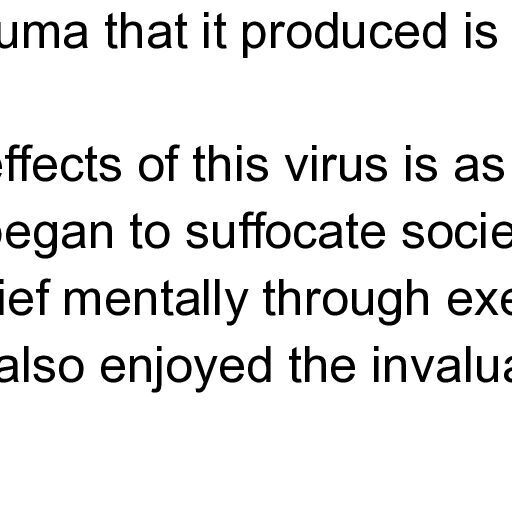 uma that it produced is
effects of this virus is as
began to suffocate socie
ief mentally through exe
also enjoyed the invalua